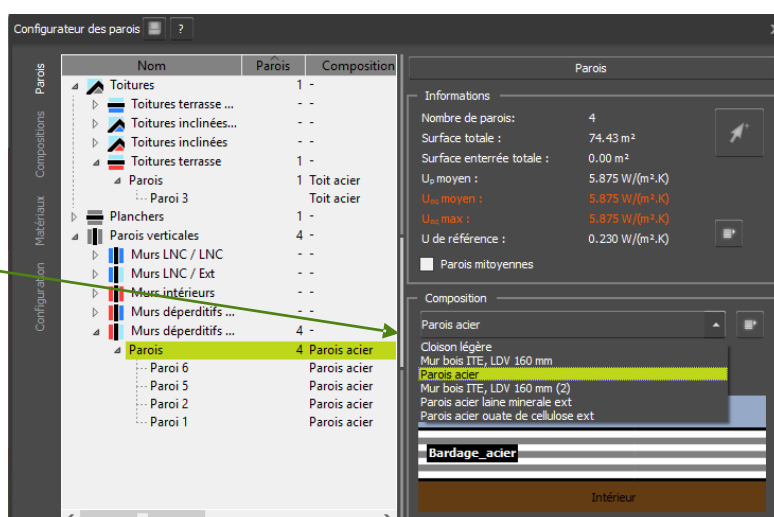 Configurateur des parois ?
Parois
Compositions
Matériaux
Configuration
Nom Parois Composition
Toitures 1 -
Toitures terrasse ... - -
Toitures inclinées... - -
Toitures inclinées - -
Toitures terrasse 1 -
Parois 1 Toit acier
Paroi 3 Toit acier
Planchers 1 -
Parois verticales 4 -
Murs LNC / LNC - -
Murs LNC / Ext - -
Murs intérieurs - -
Murs déperditifs ... - -
Murs déperditifs ... 4 -
Parois 4 Parois acier
Paroi 6 Parois acier
Paroi 5 Parois acier
Paroi 2 Parois acier
Paroi 1 Parois acier
Parois
Informations
Nombre de parois: 4
Surface totale : 74.43 m²
Surface enterrée totale : 0.00 m²
Up moyen : 5.875 W/(m².K)
moyen : 5.875 W/(m².K)
max : 5.875 W/(m².K)
U de référence : 0.230 W/(m².K)
Parois mitoyennes
Composition
Parois acier
Cloison légère
Mur bois ITE, LDV 160 mm
Parois acier
Mur bois ITE, LDV 160 mm (2)
Parois acier laine minerale ext
Parois acier ouate de cellulose ext
Bardage_acier
Intérieur